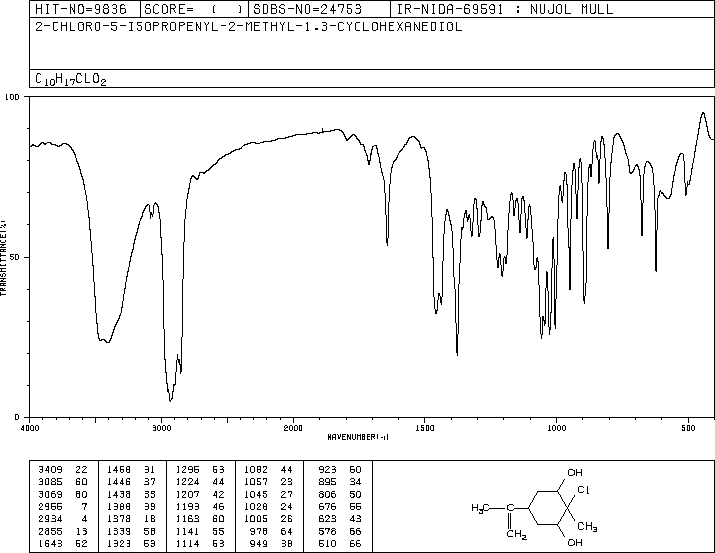 HIT-NO=9836 SCORE= ( ) SDBS-NO=24753 IR-NIDA-69591 : NUJOL MULL
2-CHLORO-5-ISOPROPENYL-2-METHYL-1,3-CYCLOHEXANEDIOL
C10H17CLO2
100
50
0
TRANSMITTANCE(%)
4000 3000 2000 1500 1000 500
WAVENUMBER(-1)
3409 22 1458 31 1296 53 1082 44 923 60
3085 60 1446 37 1224 44 1057 23 895 34
3069 60 1438 35 1207 42 1045 27 806 50
2955 7 1388 39 1193 46 1028 24 676 55
2934 4 1378 18 1163 60 1005 26 623 43
2855 13 1339 58 1141 55 978 64 578 66
1643 52 1323 53 1114 53 949 38 510 66
OH
Cl
H3C
CH3
CH2
OH